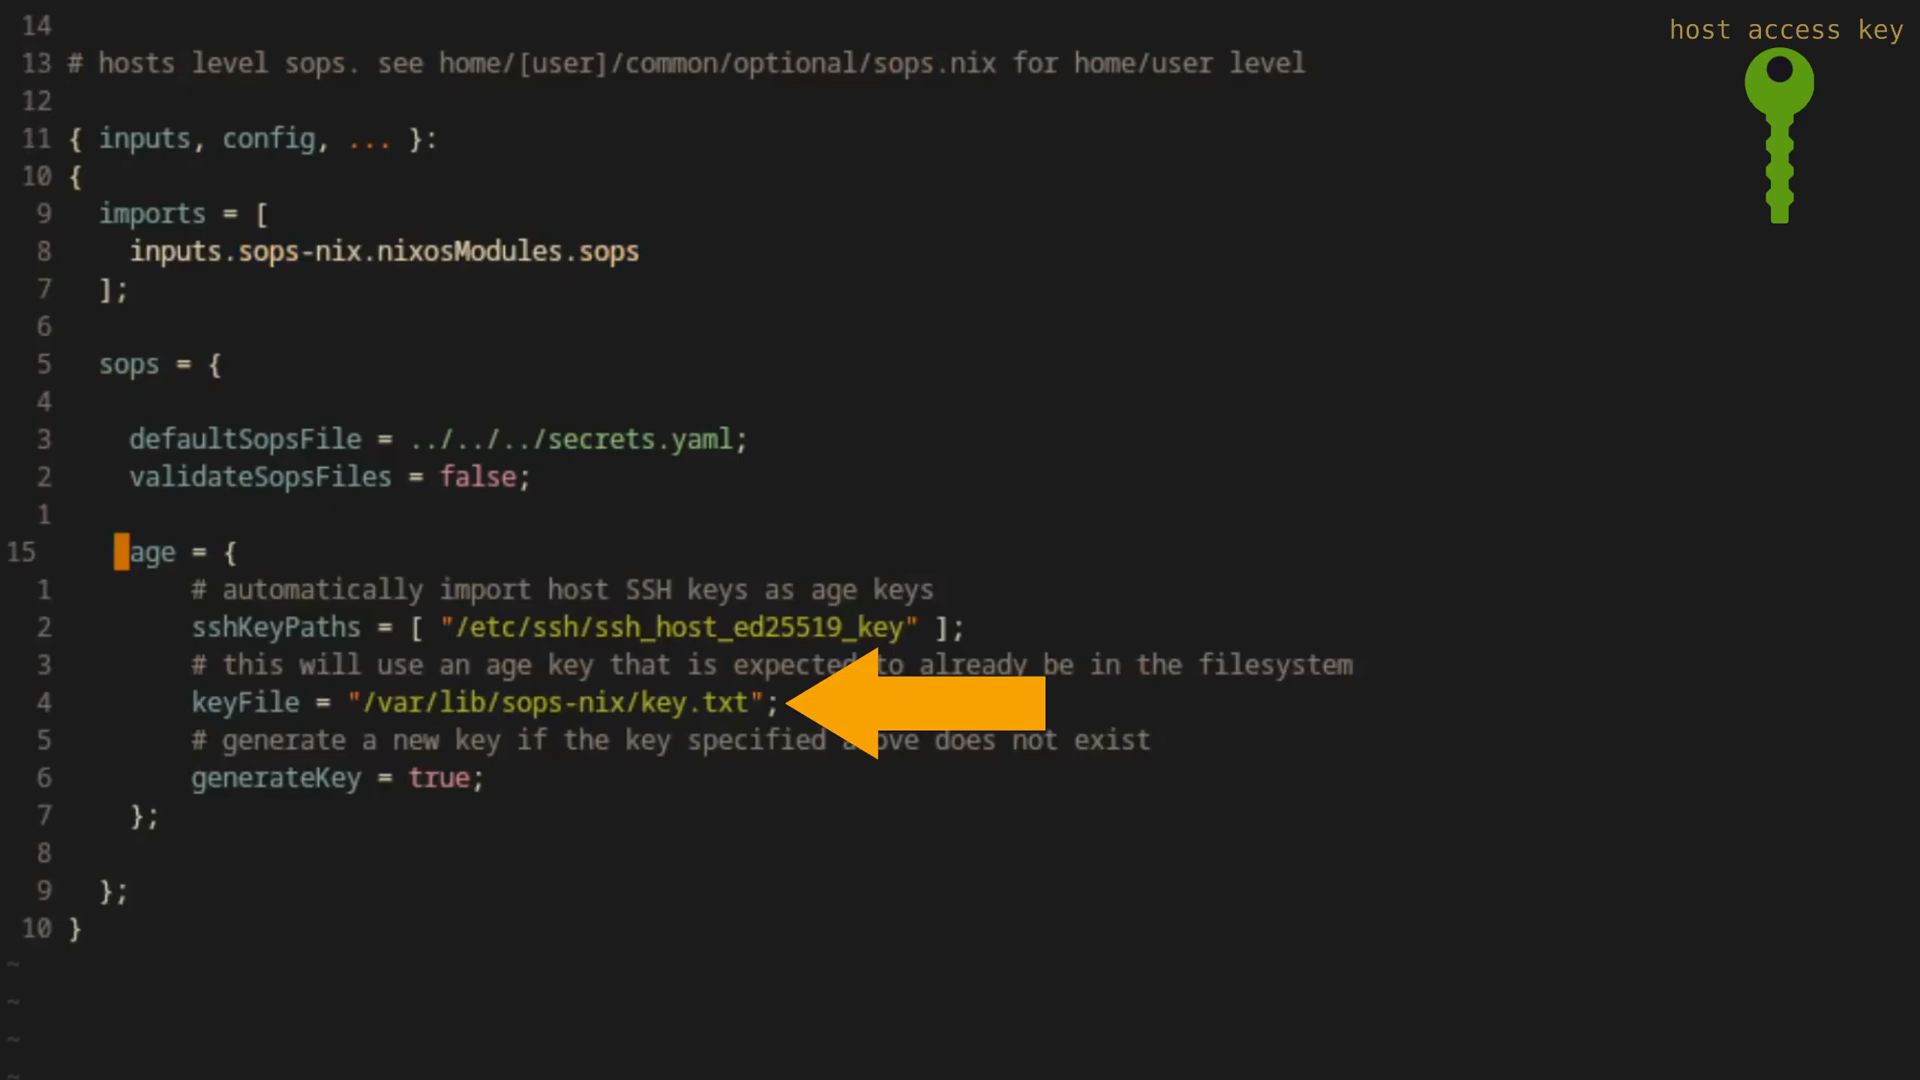 host access key
14
13 # hosts level sops. see home/[user]/common/optional/sops.nix for home/user level
12
11 { inputs, config, ... }:
10 {
9 imports = [
8 inputs.sops-nix.nixosModules.sops
7 ];
6
5 sops = {
4
3 defaultSopsFile = ../../../secrets.yaml;
2 validateSopsFiles = false;
1
15 age = {
1 # automatically import host SSH keys as age keys
2 sshKeyPaths = [ "/etc/ssh/ssh_host_ed25519_key" ];
3 # this will use an age key that is expected to already be in the filesystem
4 keyFile = "/var/lib/sops-nix/key.txt";
5 # generate a new key if the key specified above does not exist
6 generateKey = true;
7 };
8
9 };
10 }
~
~
~
~